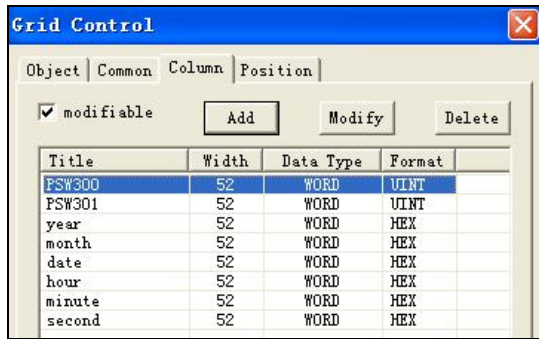 Grid Control
Object Common Column Position
modifiable Add Modify Delete
Title Width Data Type Format
PSW300 52 WORD UINT
PSW301 52 WORD UINT
year 52 WORD HEX
month 52 WORD HEX
date 52 WORD HEX
hour 52 WORD HEX
minute 52 WORD HEX
second 52 WORD HEX